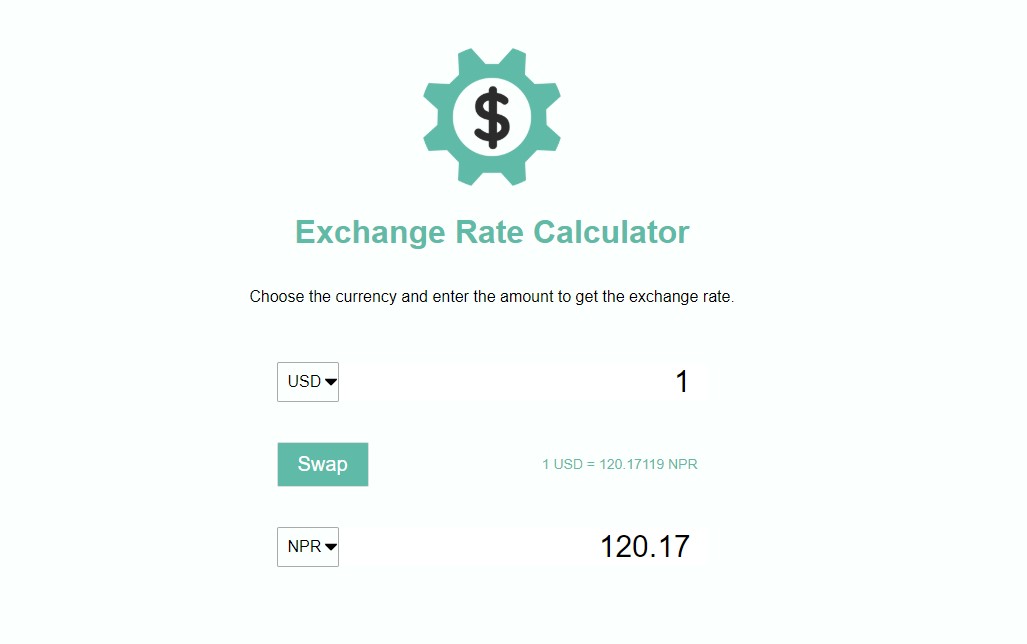 $
Exchange Rate Calculator
Choose the currency and enter the amount to get the exchange rate.
USD 1
Swap 1 USD = 120.17119 NPR
NPR 120.17